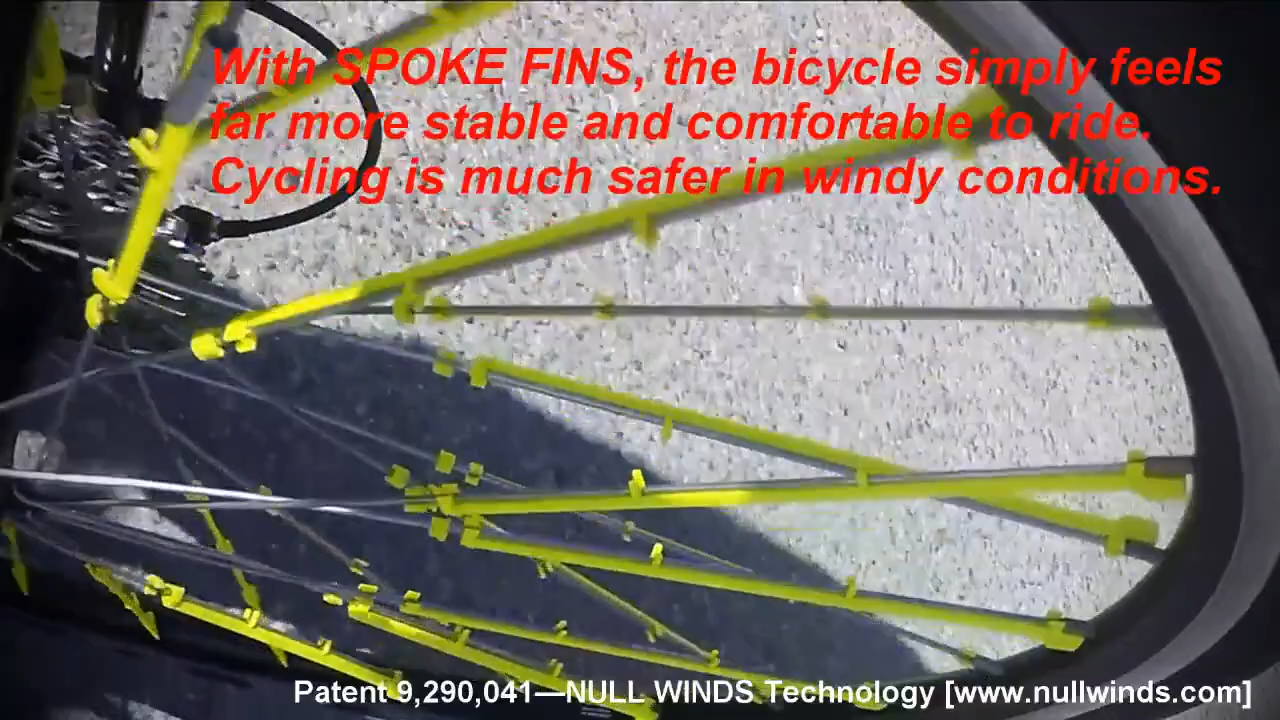 With SPOKE FINS, the bicycle simply feels
far more stable and comfortable to ride.
Cycling is much safer in windy conditions.
Patent 9,290,041—NULL WINDS Technology [www.nullwinds.com]